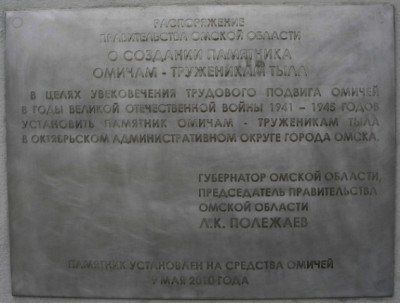 РАСПОРЯЖЕНИЕ
ПРАВИТЕЛЬСТВА ОМСКОЙ ОБЛАСТИ
О СОЗДАНИИ ПАМЯТНИКА
ОМИЧАМ - ТРУЖЕНИКАМ ТЫЛА
В ЦЕЛЯХ УВЕКОВЕЧЕНИЯ ТРУДОВОГО ПОДВИГА ОМИЧЕЙ
В ГОДЫ ВЕЛИКОЙ ОТЕЧЕСТВЕННОЙ ВОЙНЫ 1941 – 1945 ГОДОВ
УСТАНОВИТЬ ПАМЯТНИК ОМИЧАМ - ТРУЖЕНИКАМ ТЫЛА
В ОКТЯБРЬСКОМ АДМИНИСТРАТИВНОМ ОКРУГЕ ГОРОДА ОМСКА.
ГУБЕРНАТОР ОМСКОЙ ОБЛАСТИ,
ПРЕДСЕДАТЕЛЬ ПРАВИТЕЛЬСТВА
ОМСКОЙ ОБЛАСТИ
Л.К. ПОЛЕЖАЕВ
ПАМЯТНИК УСТАНОВЛЕН НА СРЕДСТВА ОМИЧЕЙ
9 МАЯ 2010 ГОДА